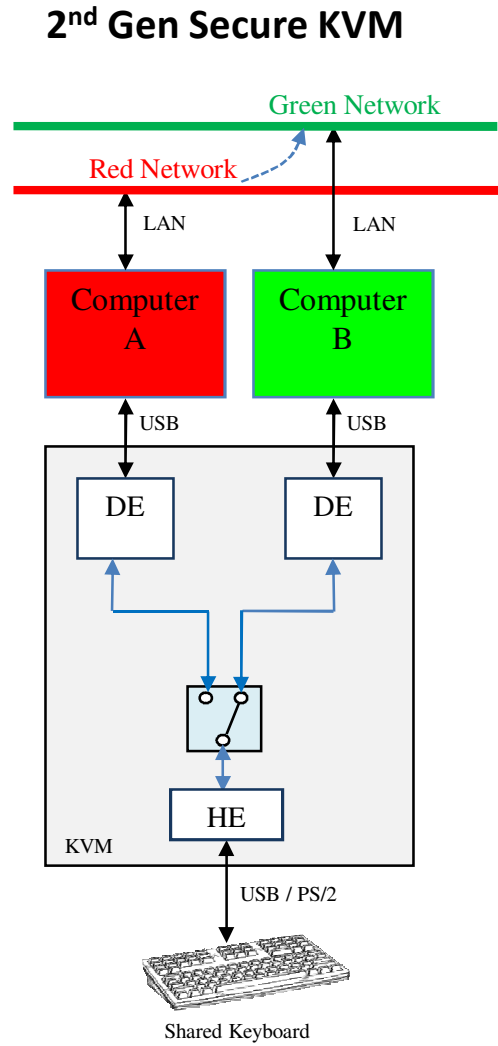 2nd Gen Secure KVM
Green Network
Red Network
LAN
LAN
Computer
A
Computer
B
USB
USB
DE
DE
HE
KVM
USB / PS/2
Shared Keyboard